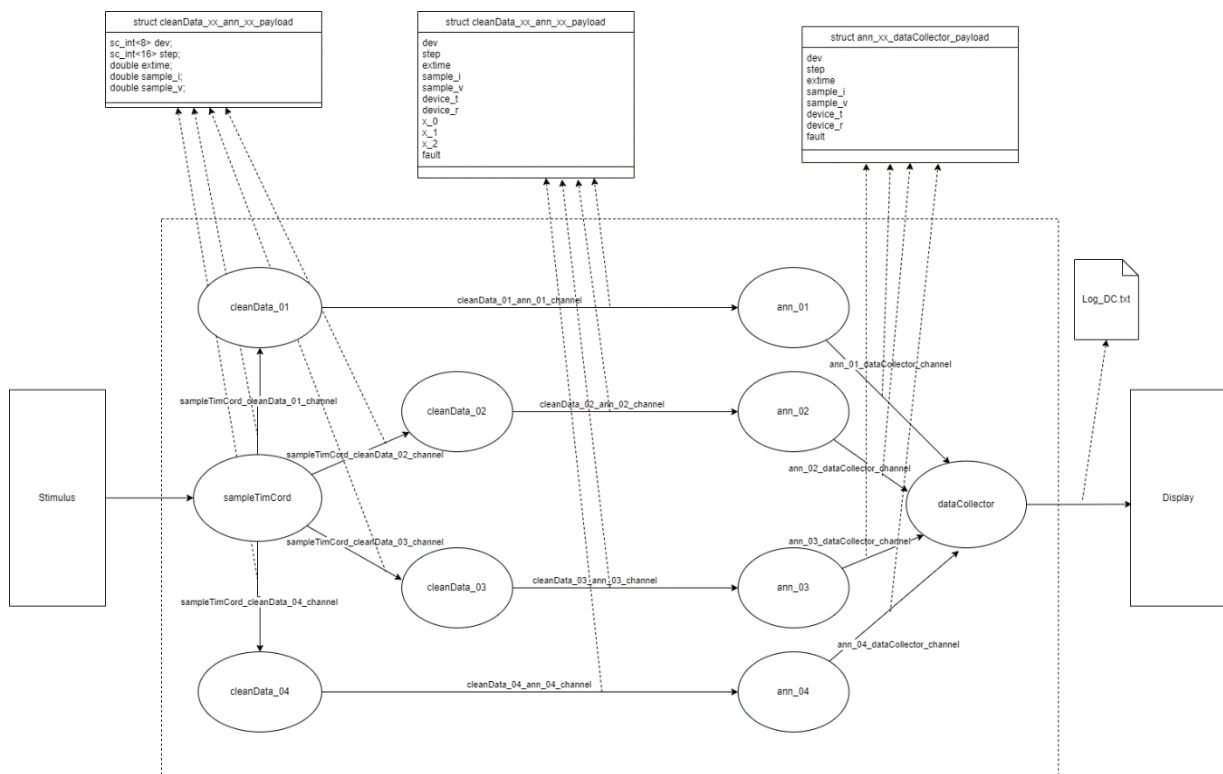 struct cleanData_xx_ann_xx_payload
sc_int<8> dev;
sc_int<16> step;
double extime;
double sample_i;
double sample_v;
struct cleanData_xx_ann_xx_payload
dev
step
extime
sample_i
sample_v
device_t
device_r
x_0
x_1
x_2
fault
struct ann_xx_dataCollector_payload
dev
step
extime
sample_i
sample_v
device_t
device_r
fault
cleanData_01
cleanData_01_ann_01_channel
ann_01
Log_DC.txt
ann_01_dataCollector_channel
sampleTimCord_cleanData_01_channel
cleanData_02
cleanData_02_ann_02_channel
ann_02
sampleTimCord_cleanData_02_channel
ann_02_dataCollector_channel
Stimulus
sampleTimCord
dataCollector
Display
sampleTimCord_cleanData_03_channel
ann_03_dataCollector_channel
cleanData_03
cleanData_03_ann_03_channel
ann_03
sampleTimCord_cleanData_04_channel
ann_04_dataCollector_channel
cleanData_04
cleanData_04_ann_04_channel
ann_04